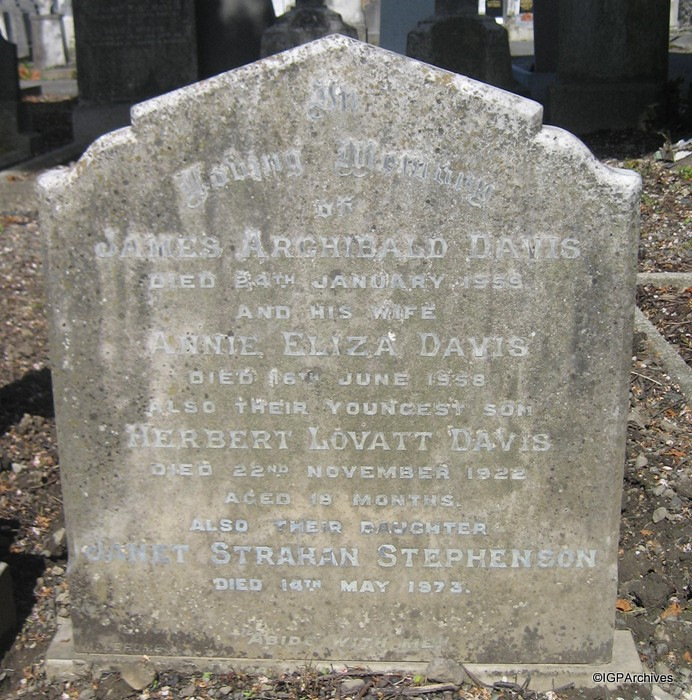 In
Loving Memory
OF
JAMES ARCHIBALD DAVIS
DIED 24TH JANUARY 1959.
AND HIS WIFE
ANNIE ELIZA DAVIS
DIED 16TH JUNE 1958
ALSO THEIR YOUNGEST SON
HERBERT LOVATT DAVIS
DIED 22ND NOVEMBER 1922
AGED 18 MONTHS.
ALSO THEIR DAUGHTER
JANET STRAHAN STEPHENSON
DIED 14TH MAY 1973.
ABIDE WITH ME
©IGPArchives